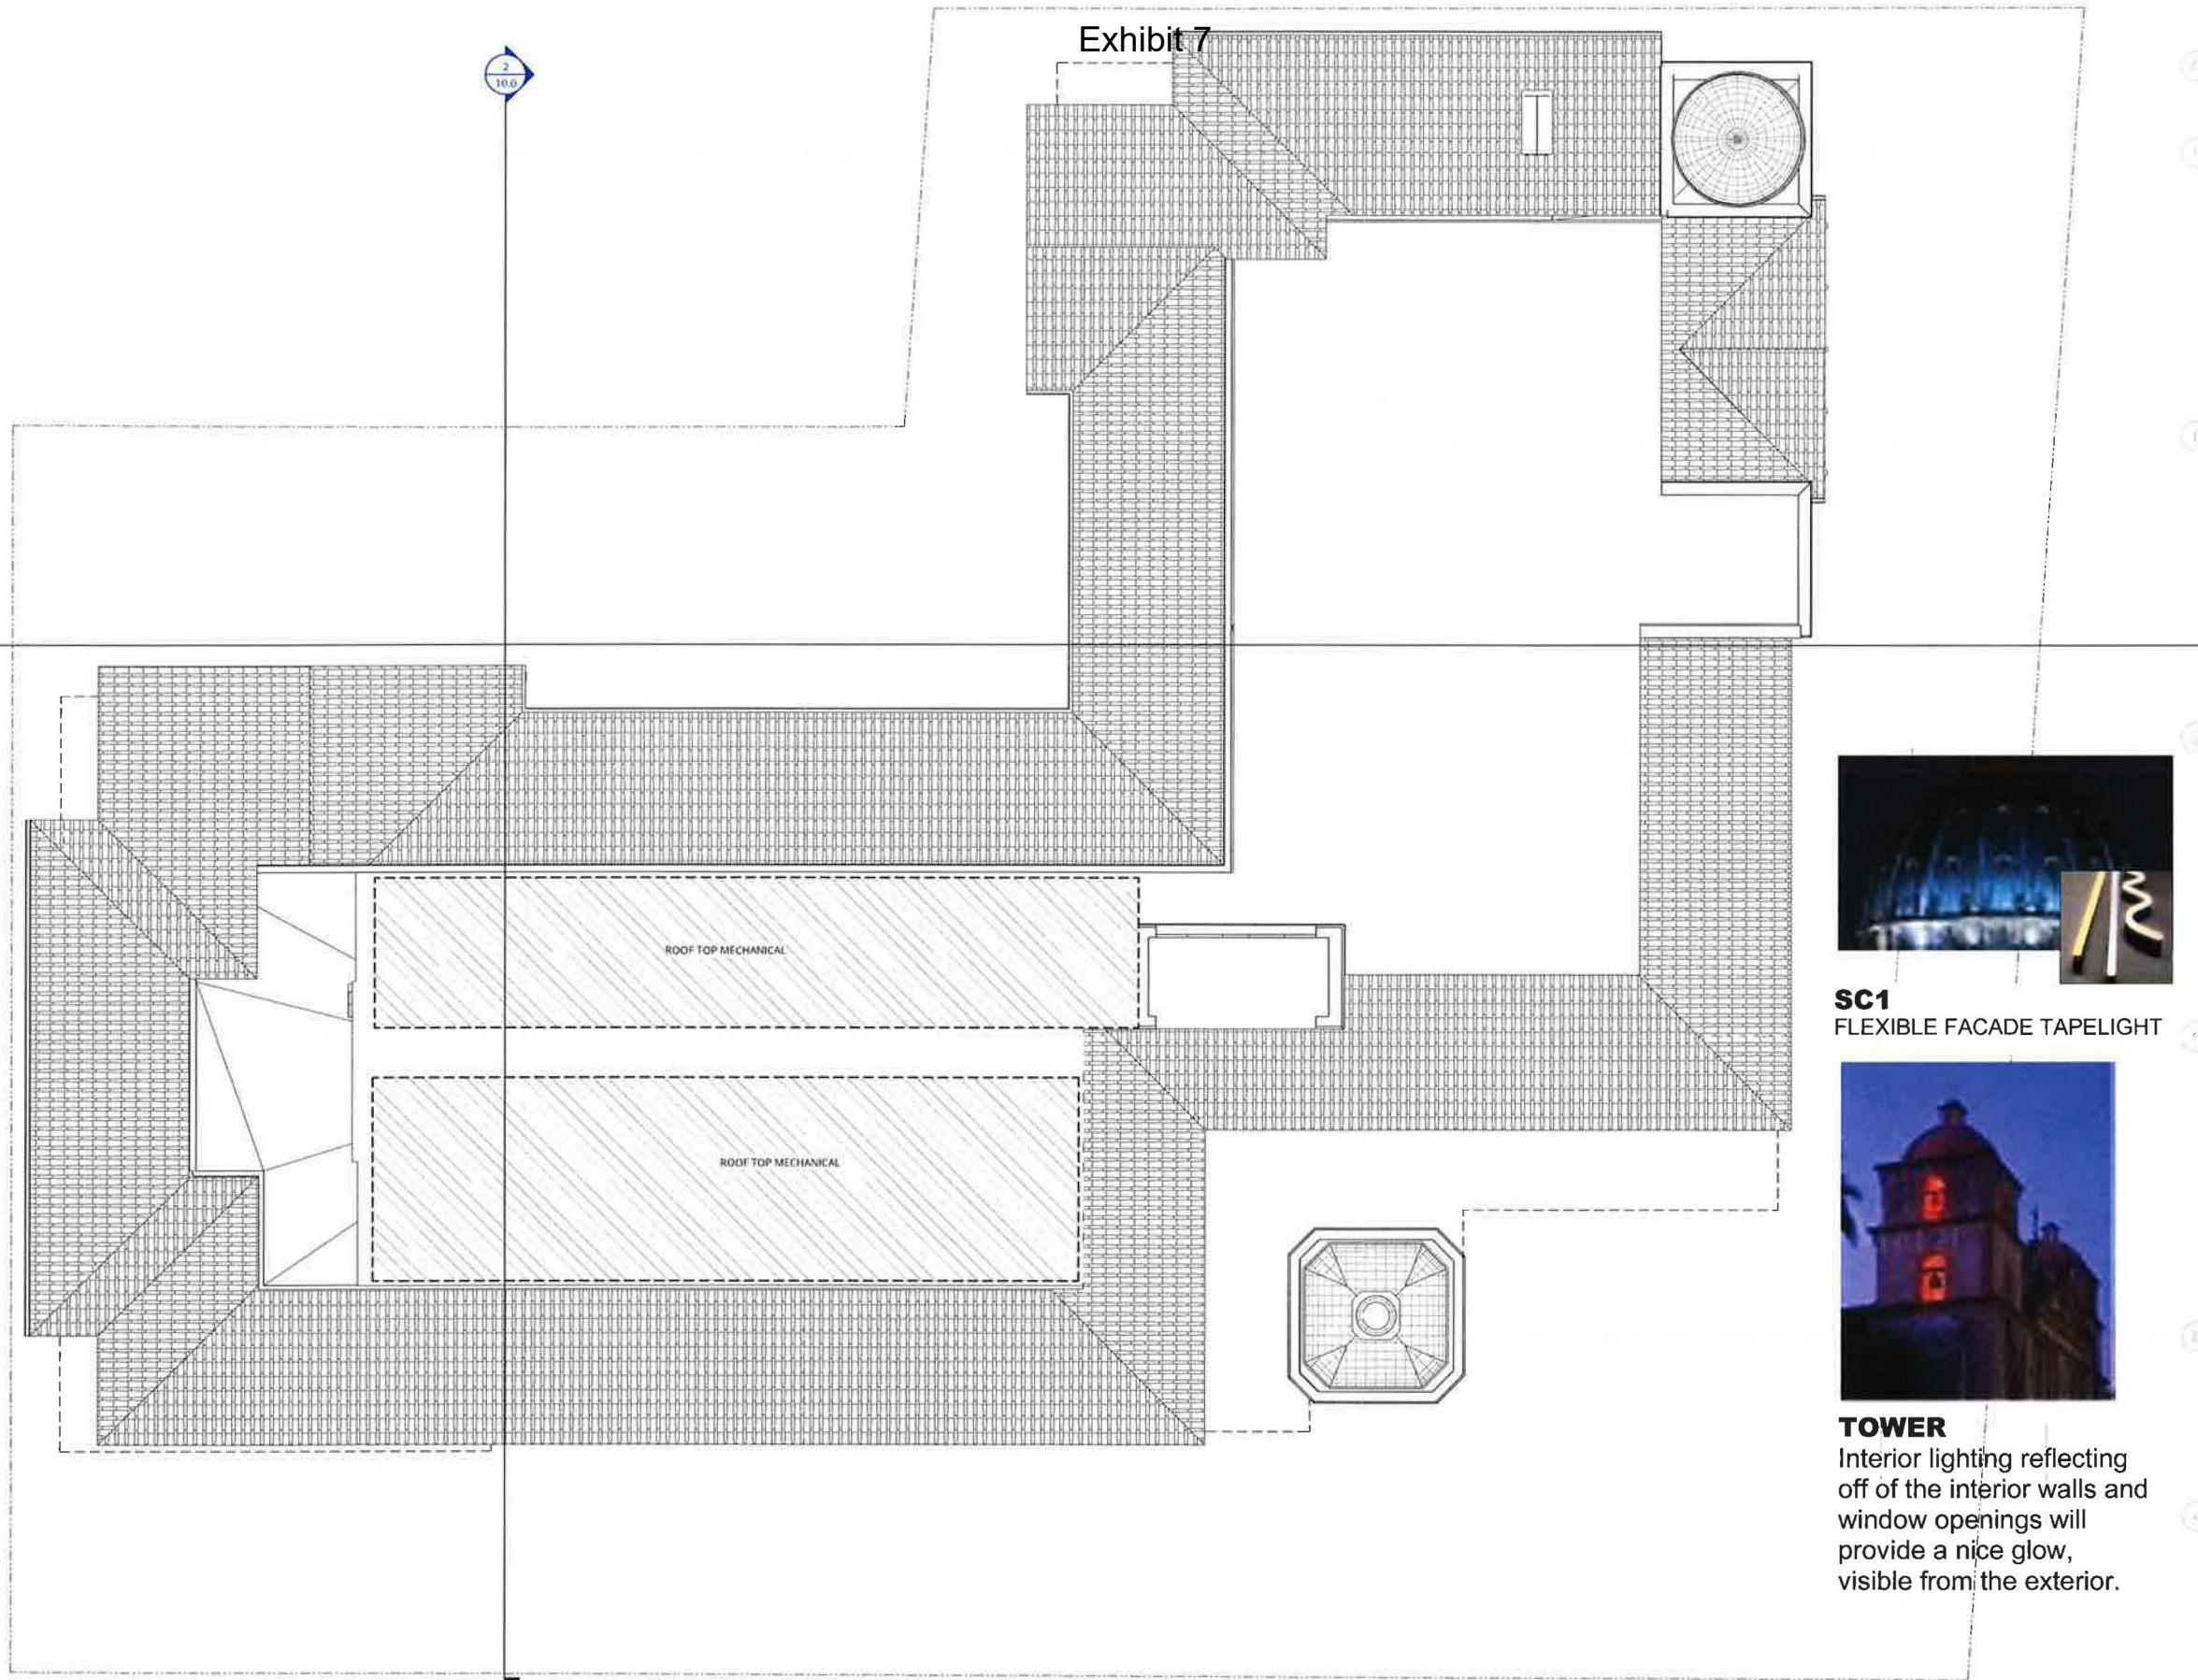 Exhibit 7
2
10.0
ROOF TOP MECHANICAL
ROOF TOP MECHANICAL
SC1
FLEXIBLE FACADE TAPELIGHT
TOWER
Interior lighting reflecting
off of the interior walls and
window openings will
provide a nice glow,
visible from the exterior.